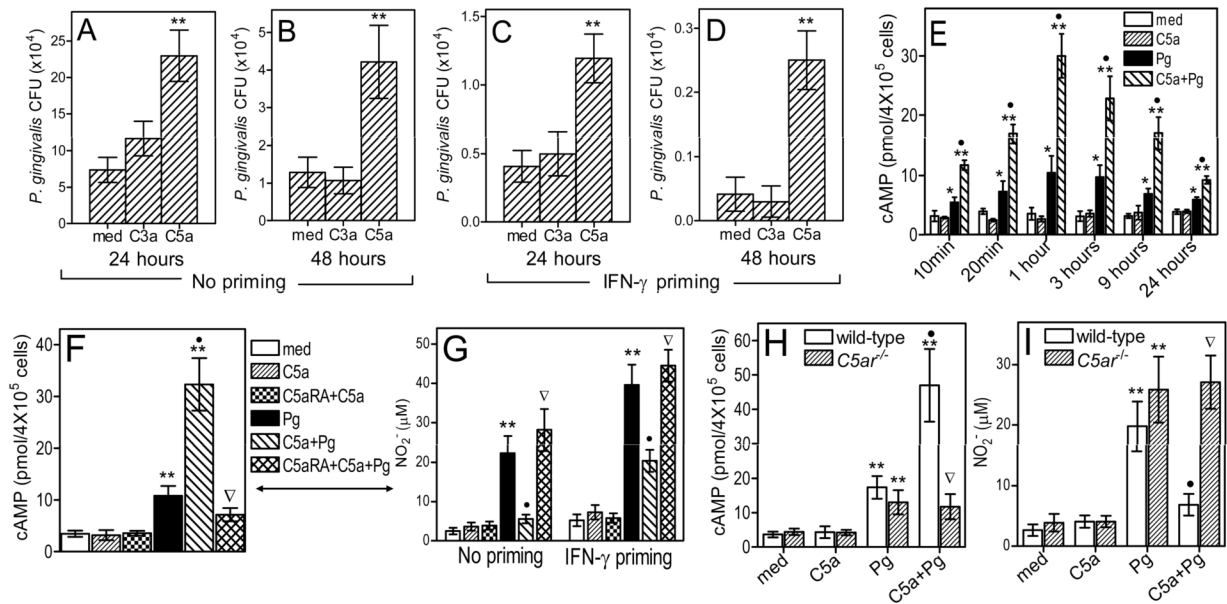 A
P. gingivalis CFU (x10⁴)
25
20
15
10
5
0
**
med C3a C5a
24 hours
B
P. gingivalis CFU (x10⁴)
5
4
3
2
1
0
**
med C3a C5a
48 hours
No priming
C
P. gingivalis CFU (x10⁴)
1.5
1.0
0.5
0.0
**
med C3a C5a
24 hours
D
P. gingivalis CFU (x10⁴)
0.3
0.2
0.1
0.0
**
med C3a C5a
48 hours
IFN-γ priming
E
cAMP (pmol/4X10⁵ cells)
30
20
10
0
med
C5a
Pg
C5a+Pg
* ** •
* ** •
* ** •
* ** •
* ** •
* ** •
10min 20min 1 hour 3 hours 9 hours 24 hours
F
cAMP (pmol/4X10⁵ cells)
40
30
20
10
0
** ** • ▽
med
C5a
C5aRA+C5a
Pg
C5a+Pg
C5aRA+C5a+Pg
G
NO₂⁻ (µM)
50
40
30
20
10
0
** • ▽ ** • ▽
No priming IFN-γ priming
H
cAMP (pmol/4X10⁵ cells)
60
50
40
30
20
10
0
wild-type
C5ar⁻/⁻
** ** ** • ▽
med C5a Pg C5a+Pg
I
NO₂⁻ (µM)
40
30
20
10
0
wild-type
C5ar⁻/⁻
** ** • ▽
med C5a Pg C5a+Pg